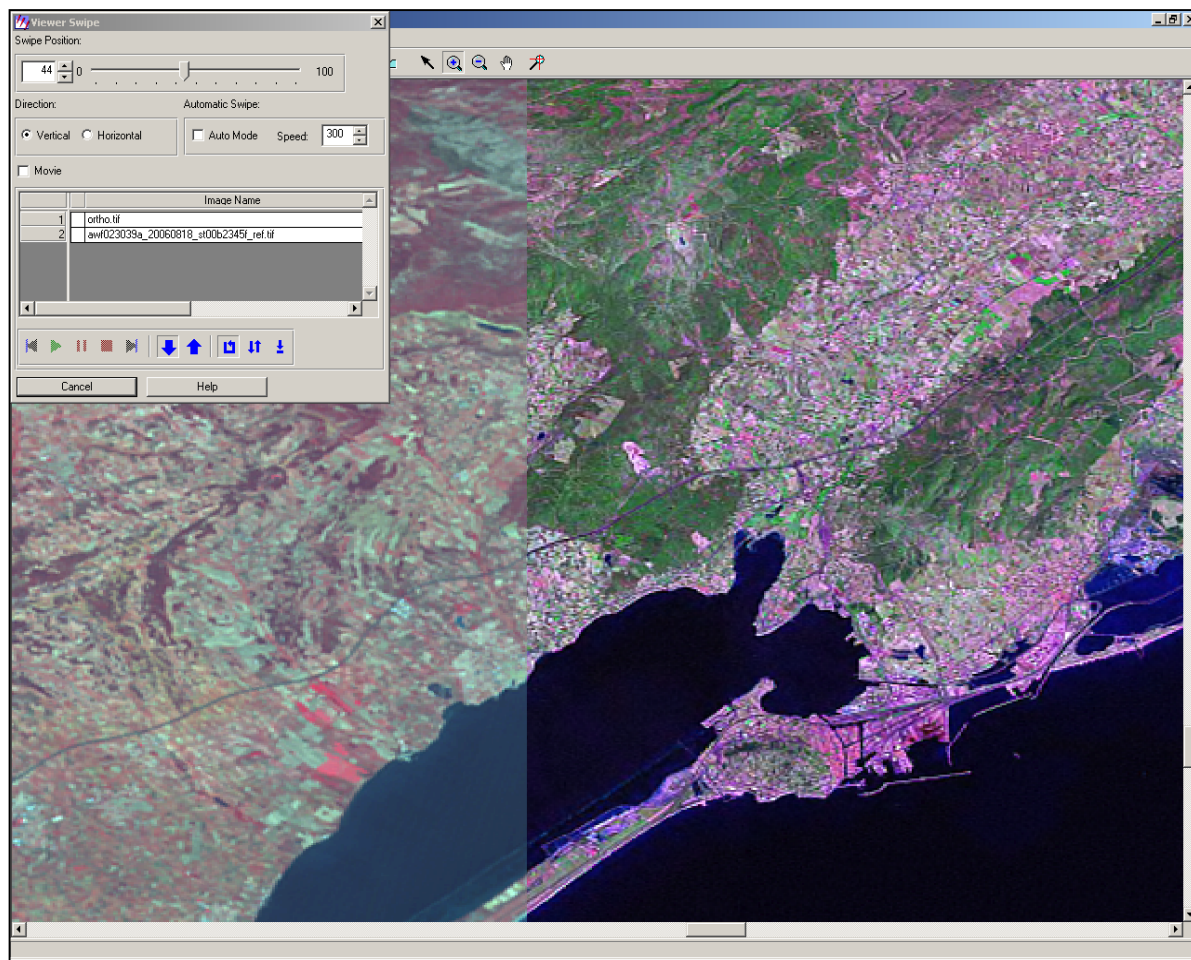 Viewer Swipe
Swipe Position:
44 0 100
Direction: Automatic Swipe:
Vertical Horizontal Auto Mode Speed: 300
Movie
Image Name
1 ortho.tif
2 awf023039a_20060818_st00b2345f_ref.tif
Cancel Help